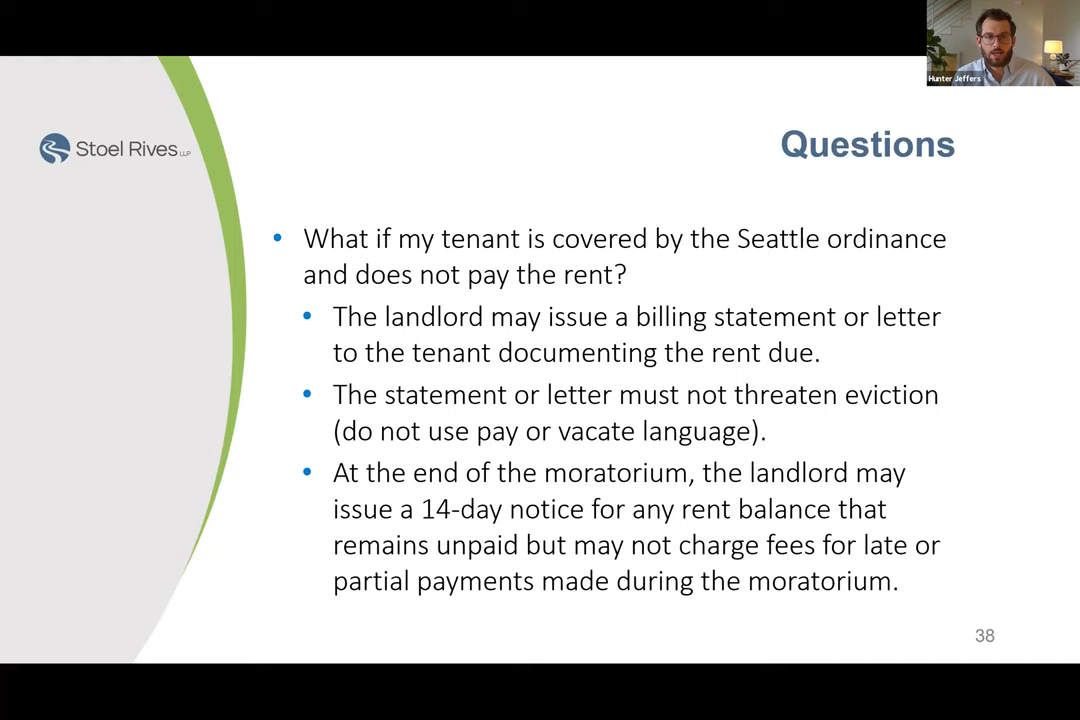 Hunter Jeffers
Stoel Rives LLP
Questions
• What if my tenant is covered by the Seattle ordinance
and does not pay the rent?
• The landlord may issue a billing statement or letter
to the tenant documenting the rent due.
• The statement or letter must not threaten eviction
(do not use pay or vacate language).
• At the end of the moratorium, the landlord may
issue a 14-day notice for any rent balance that
remains unpaid but may not charge fees for late or
partial payments made during the moratorium.
38